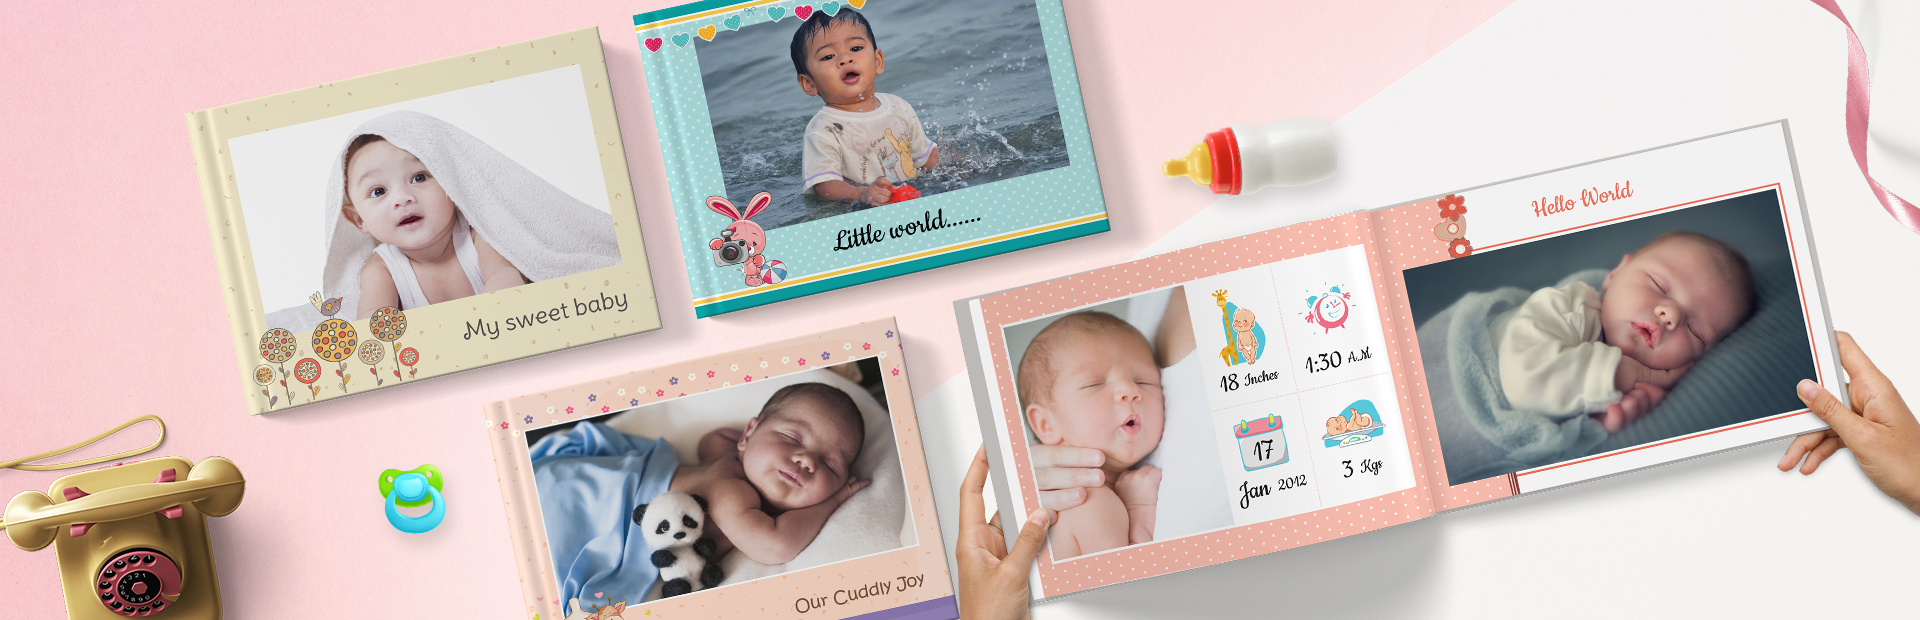 My sweet baby
Little world......
Our Cuddly Joy
18 Inches
1:30 A.M
17
Jan 2012
3 Kgs
Hello World